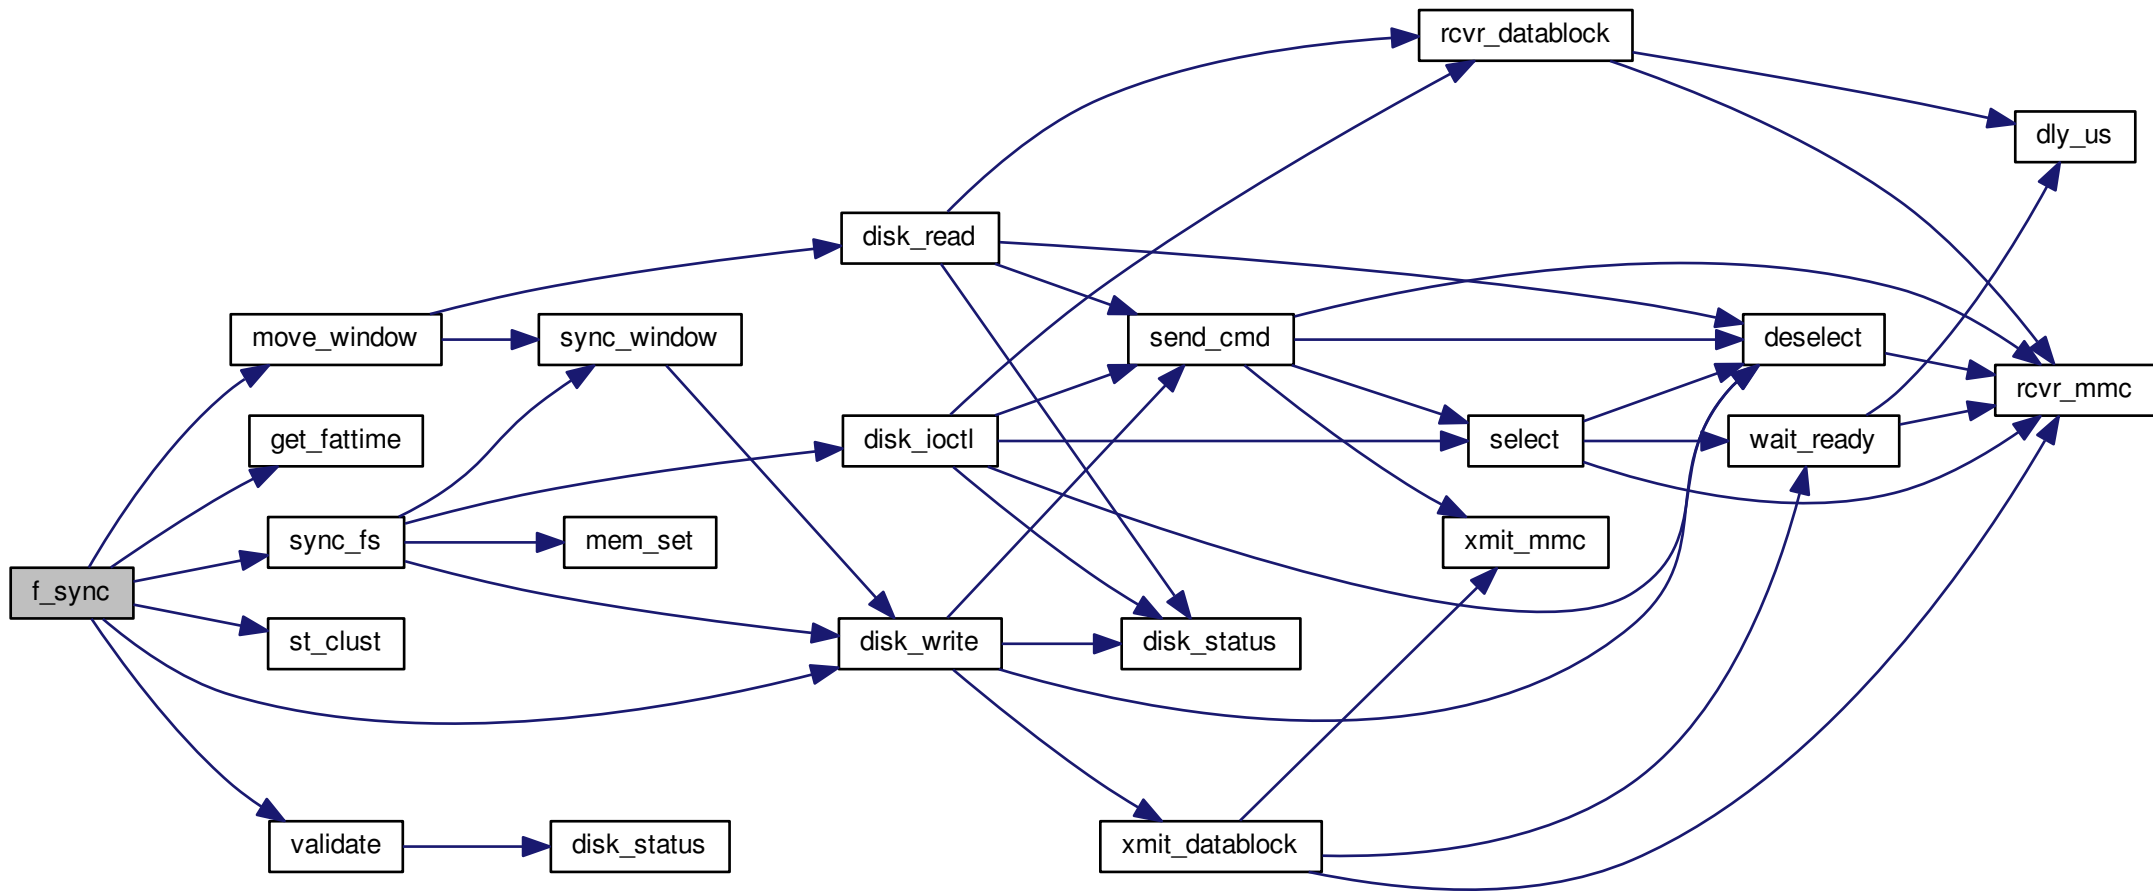 rcvr_datablock
dly_us
disk_read
move_window
sync_window
send_cmd
deselect
rcvr_mmc
get_fattime
disk_ioctl
select
wait_ready
sync_fs
mem_set
xmit_mmc
f_sync
st_clust
disk_write
disk_status
validate
disk_status
xmit_datablock